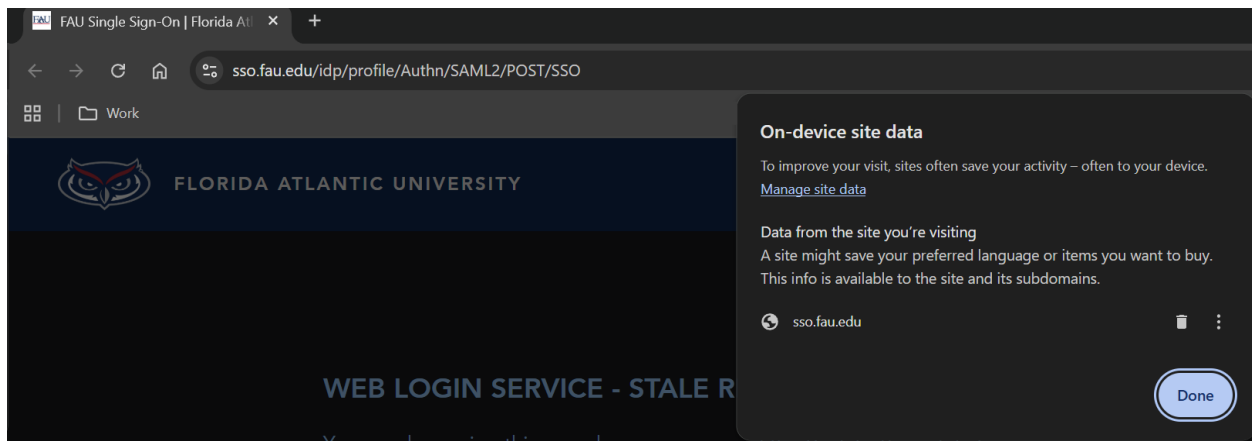 FAU FAU Single Sign-On | Florida Atl
sso.fau.edu/idp/profile/Authn/SAML2/POST/SSO
Work
FLORIDA ATLANTIC UNIVERSITY
WEB LOGIN SERVICE - STALE R
On-device site data
To improve your visit, sites often save your activity – often to your device.
Manage site data
Data from the site you're visiting
A site might save your preferred language or items you want to buy.
This info is available to the site and its subdomains.
sso.fau.edu
Done